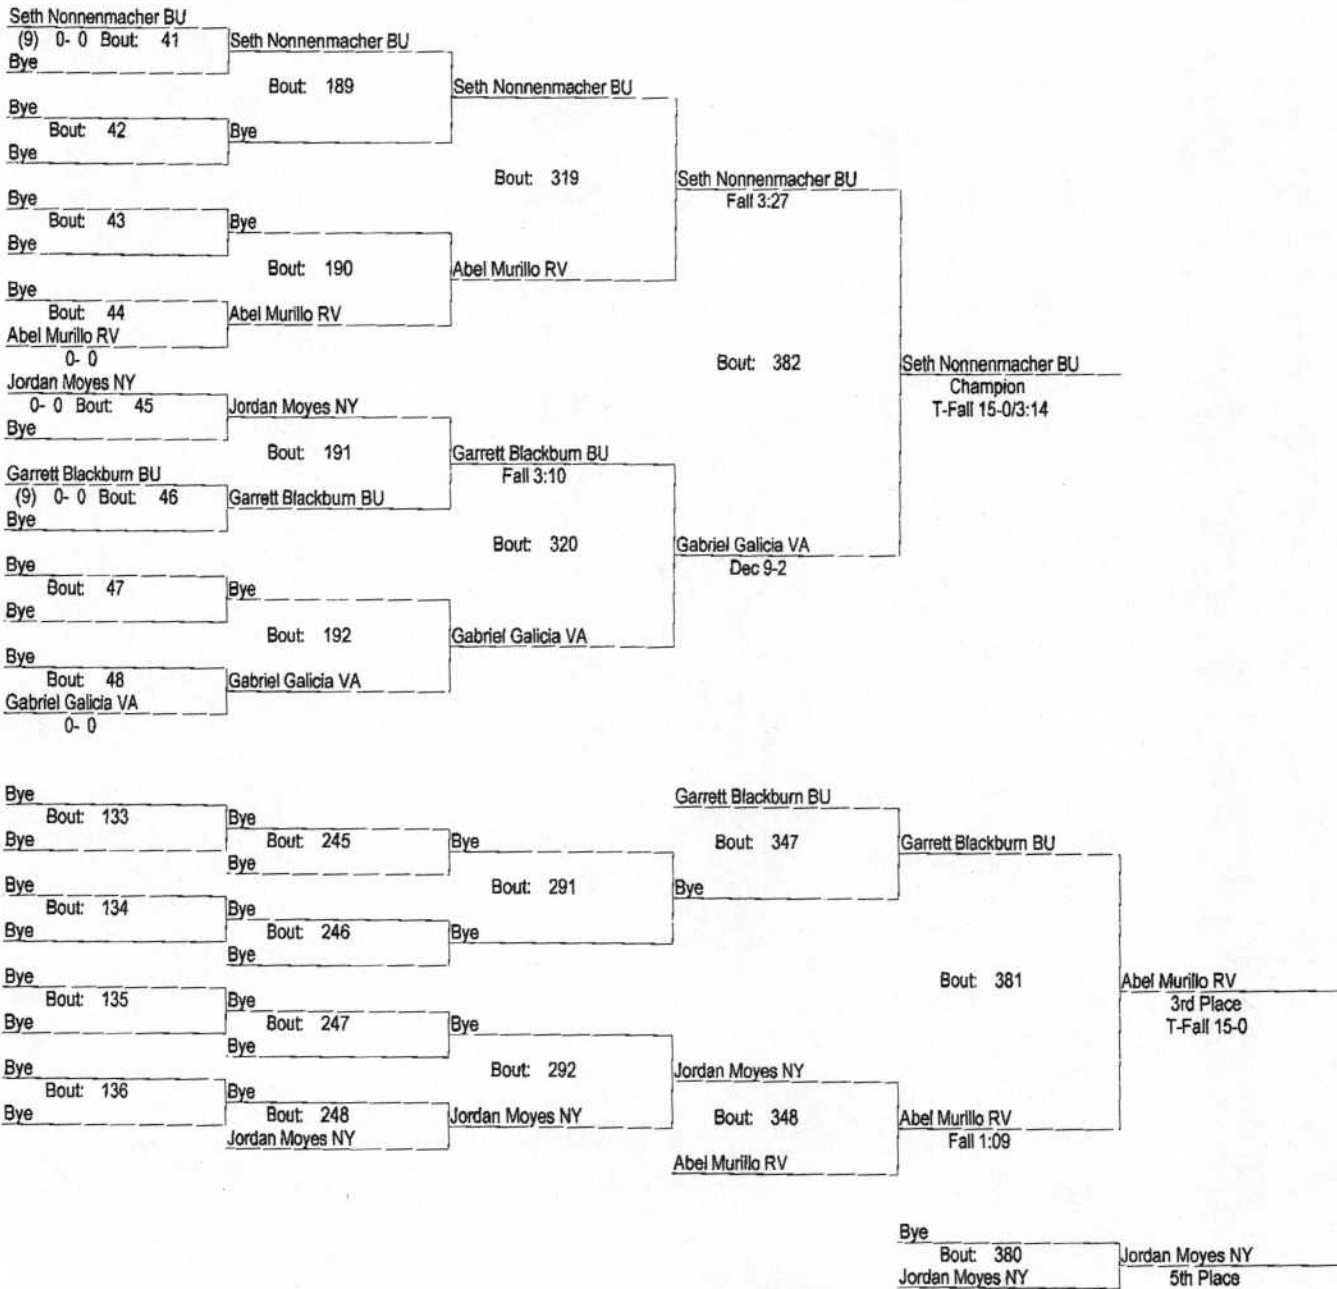 Seth Nonnenmacher BU
(9) 0- 0 Bout: 41
Bye
Bye
Bout: 42
Bye
Bye
Bout: 43
Bye
Bye
Bout: 44
Abel Murillo RV
0- 0
Jordan Moyes NY
0- 0 Bout: 45
Bye
Garrett Blackburn BU
(9) 0- 0 Bout: 46
Bye
Bye
Bout: 47
Bye
Bye
Bout: 48
Gabriel Galicia VA
0- 0
Seth Nonnenmacher BU
Bout: 189
Bye
Bye
Bout: 190
Abel Murillo RV
Jordan Moyes NY
Bout: 191
Garrett Blackburn BU
Bye
Bout: 192
Gabriel Galicia VA
Seth Nonnenmacher BU
Bout: 319
Abel Murillo RV
Garrett Blackburn BU
Fall 3:10
Bout: 320
Gabriel Galicia VA
Seth Nonnenmacher BU
Fall 3:27
Bout: 382
Gabriel Galicia VA
Dec 9-2
Seth Nonnenmacher BU
Champion
T-Fall 15-0/3:14
Bye
Bout: 133
Bye
Bye
Bout: 134
Bye
Bye
Bout: 135
Bye
Bye
Bout: 136
Bye
Bye
Bout: 245
Bye
Bye
Bout: 246
Bye
Bye
Bout: 247
Bye
Bye
Bout: 248
Jordan Moyes NY
Bye
Bout: 291
Bye
Bye
Bout: 292
Jordan Moyes NY
Garrett Blackburn BU
Bout: 347
Bye
Jordan Moyes NY
Bout: 348
Abel Murillo RV
Garrett Blackburn BU
Bout: 381
Abel Murillo RV
Fall 1:09
Abel Murillo RV
3rd Place
T-Fall 15-0
Bye
Bout: 380
Jordan Moyes NY
Jordan Moyes NY
5th Place